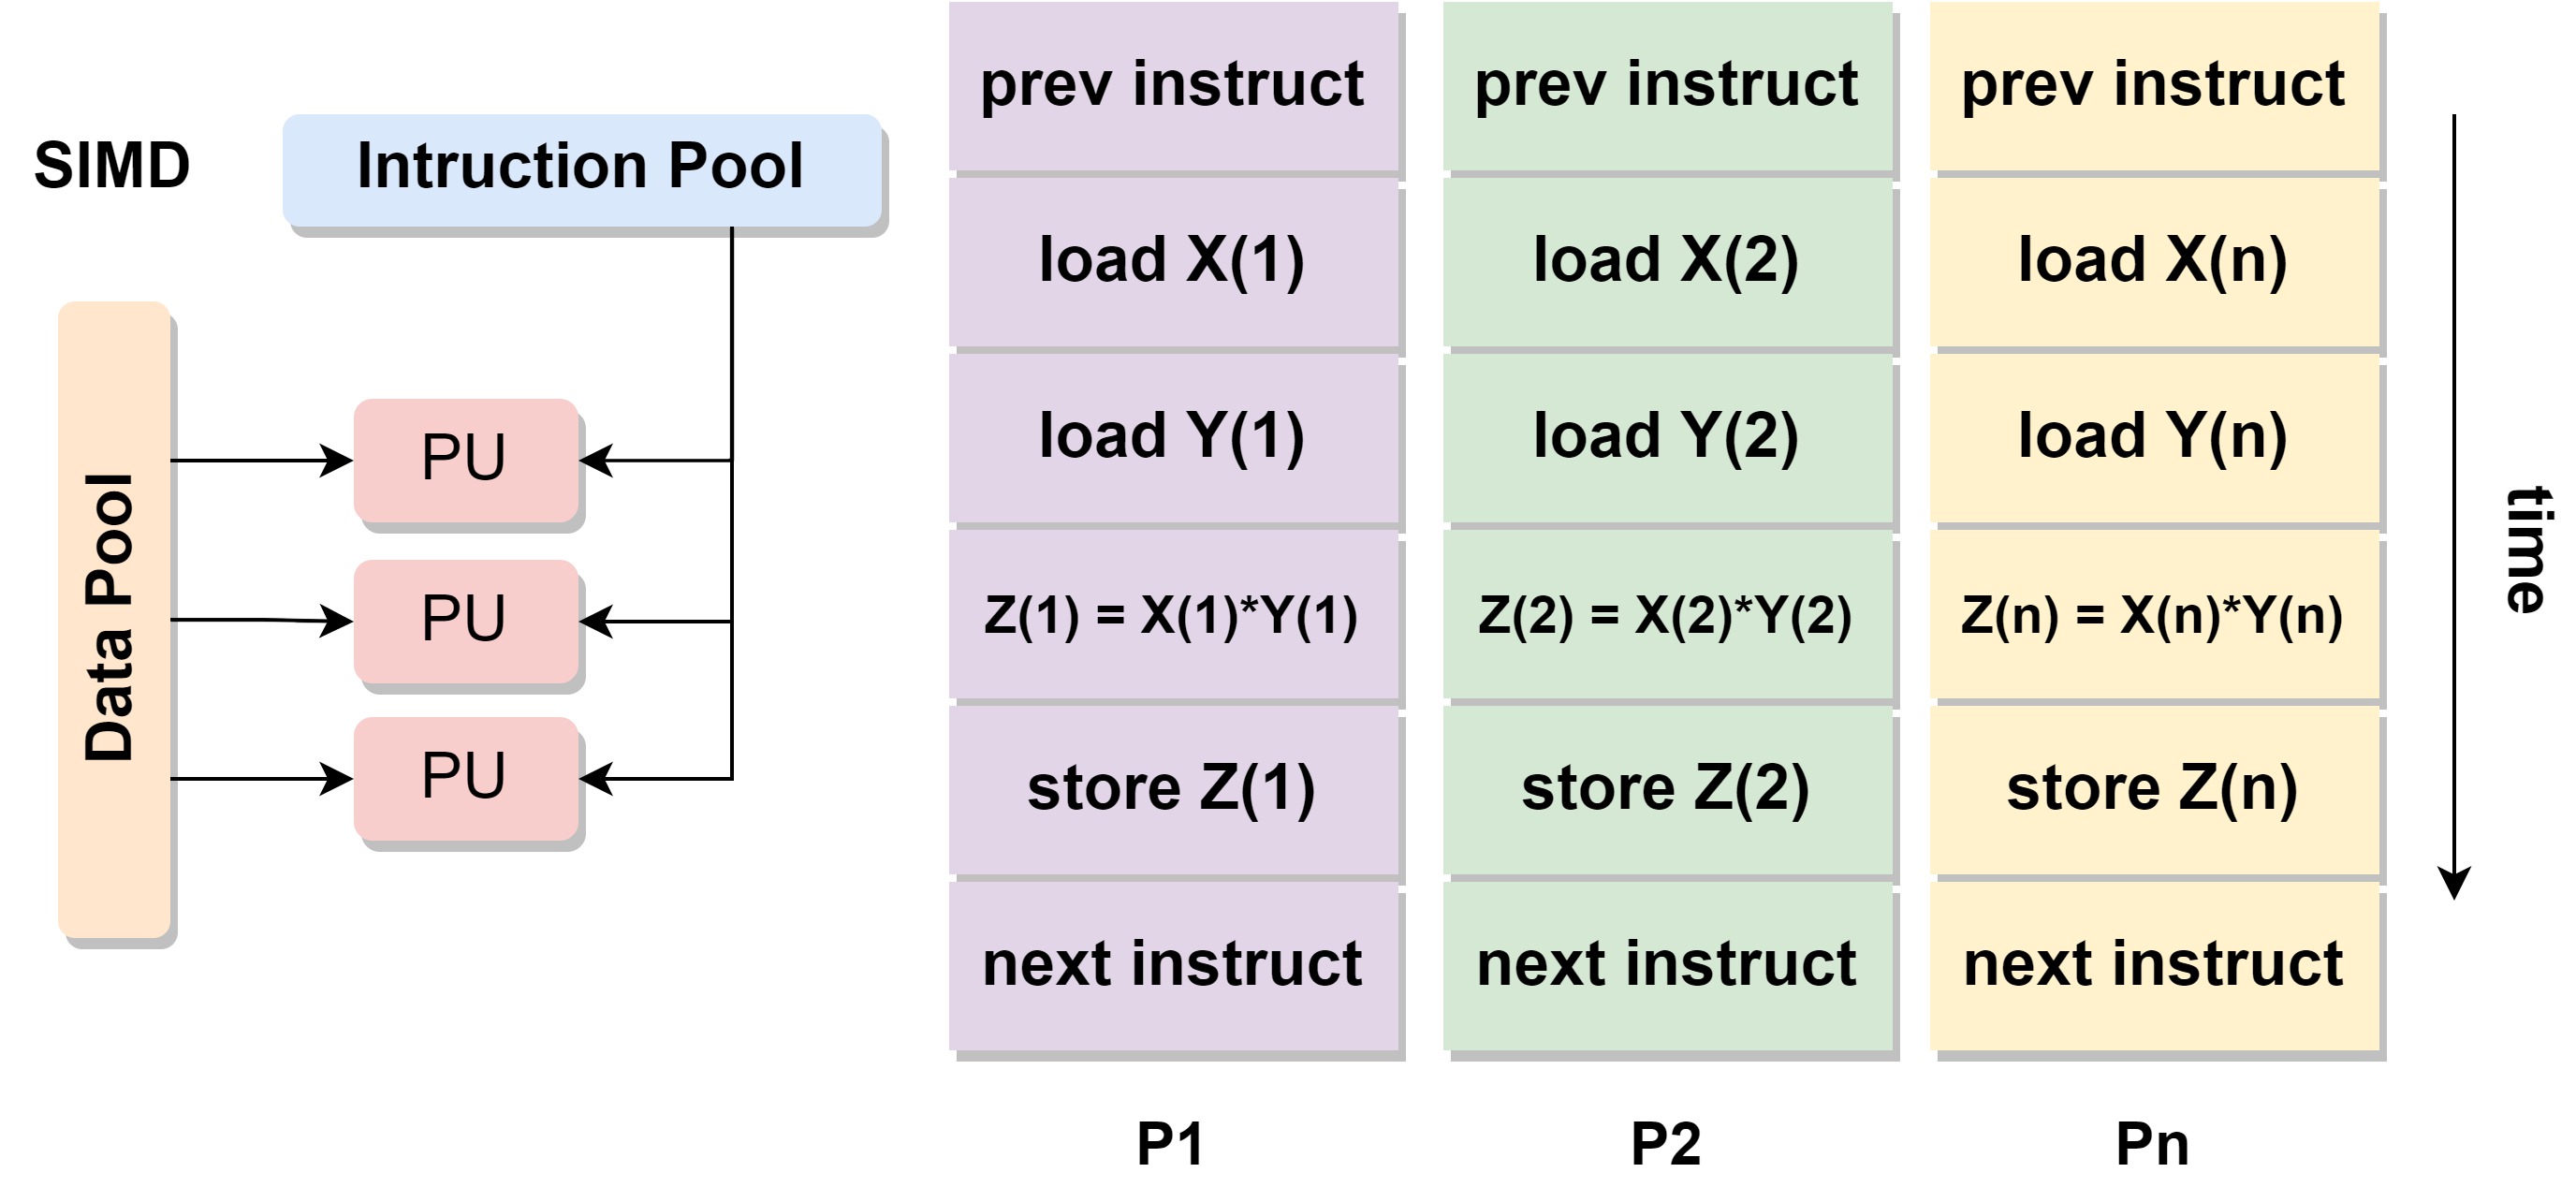 SIMD
Intruction Pool
Data Pool
PU
PU
PU
prev instruct
load X(1)
load Y(1)
Z(1) = X(1)*Y(1)
store Z(1)
next instruct
P1
prev instruct
load X(2)
load Y(2)
Z(2) = X(2)*Y(2)
store Z(2)
next instruct
P2
prev instruct
load X(n)
load Y(n)
Z(n) = X(n)*Y(n)
store Z(n)
next instruct
Pn
time